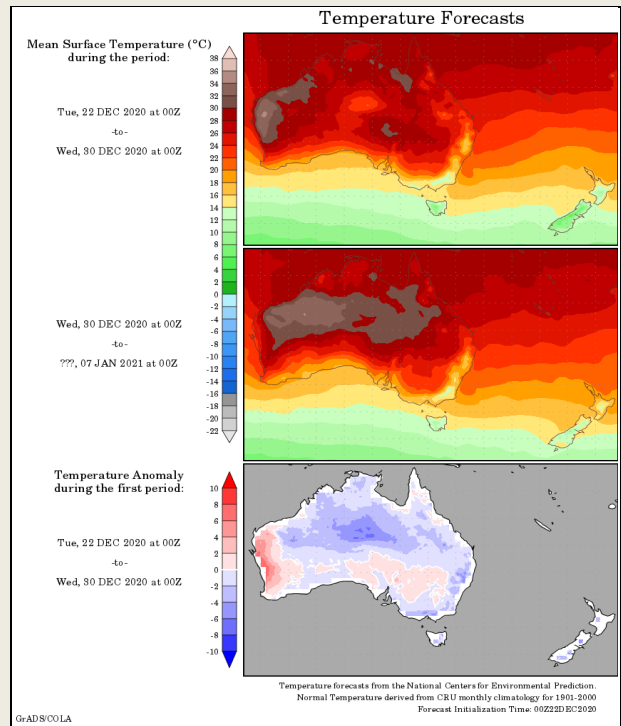 Temperature Forecasts
Mean Surface Temperature (°C)
during the period:
Tue, 22 DEC 2020 at 00Z
-to-
Wed, 30 DEC 2020 at 00Z
38
36
34
32
30
28
26
24
22
20
18
16
14
12
10
8
6
4
2
0
-2
-4
-6
-8
-10
-12
-14
-16
-18
-20
-22
Wed, 30 DEC 2020 at 00Z
-to-
???, 07 JAN 2021 at 00Z
Temperature Anomaly
during the first period:
Tue, 22 DEC 2020 at 00Z
-to-
Wed, 30 DEC 2020 at 00Z
10
8
6
4
2
0
-2
-4
-6
-8
-10
Temperature forecasts from the National Centers for Environmental Prediction.
Normal Temperature derived from CRU monthly climatology for 1901-2000
Forecast Initialization Time: 00Z22DEC2020
GrADS/COLA